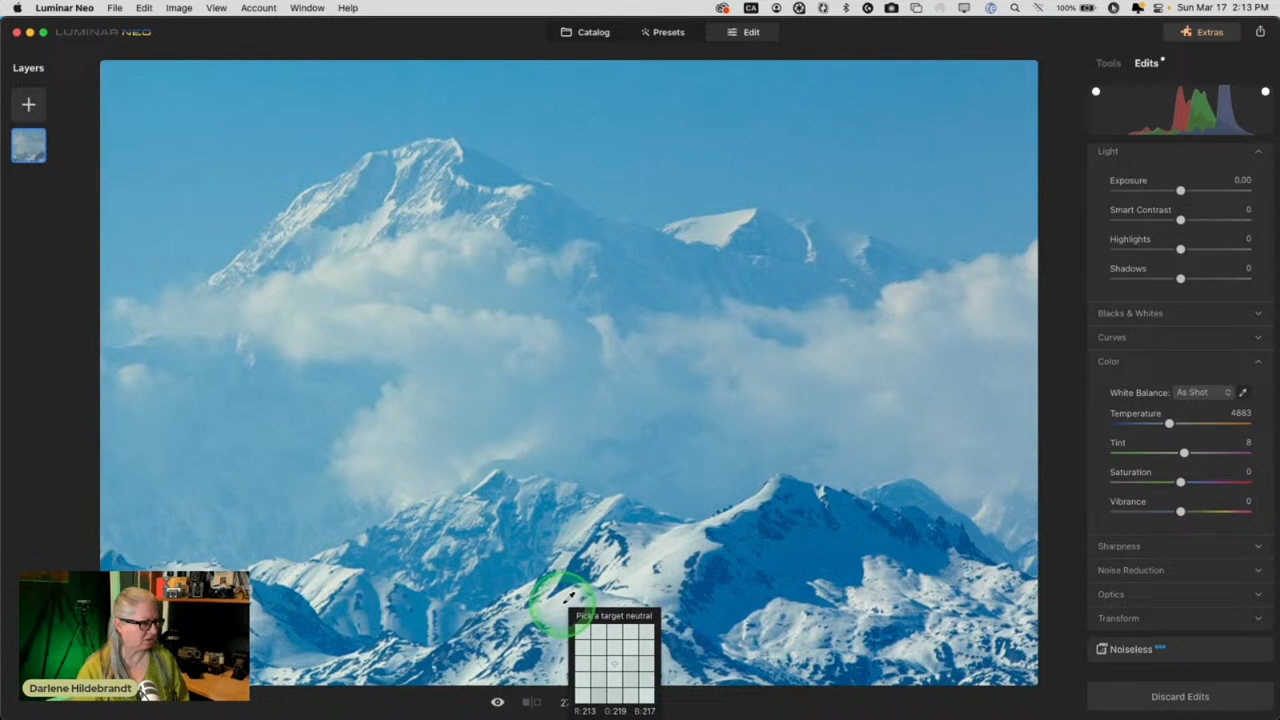 Luminar Neo File Edit Image View Account Window Help 100% Sun Mar 17 2:13 PM
LUMINAR NEO Catalog Presets Edit Extras
Layers
Tools Edits
Light
Exposure 0.00
Smart Contrast 0
Highlights 0
Shadows 0
Blacks & Whites
Curves
Color
White Balance: As Shot
Temperature 4883
Tint 8
Saturation 0
Vibrance 0
Sharpness
Noise Reduction
Optics
Transform
Noiseless
Discard Edits
Pick a target neutral
R:213 G:219 B:217
Darlene Hildebrandt